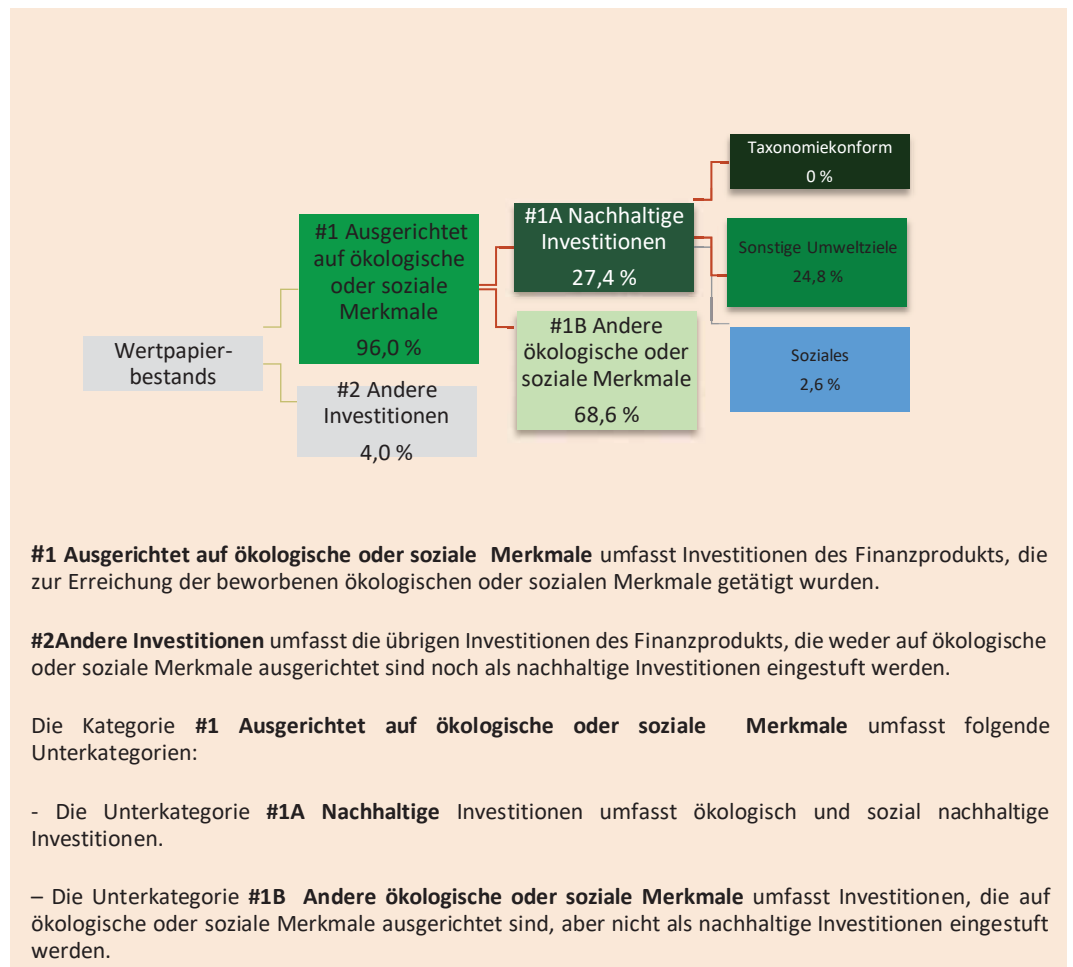 Taxonomiekonform
0 %
#1 Ausgerichtet
auf ökologische
oder soziale
Merkmale
96,0 %
#1A Nachhaltige
Investitionen
27,4 %
Sonstige Umweltziele
24,8 %
Wertpapier-
bestands
#1B Andere
ökologische oder
soziale Merkmale
68,6 %
Soziales
2,6 %
#2 Andere
Investitionen
4,0 %
#1 Ausgerichtet auf ökologische oder soziale Merkmale umfasst Investitionen des Finanzprodukts, die
zur Erreichung der beworbenen ökologischen oder sozialen Merkmale getätigt wurden.
#2Andere Investitionen umfasst die übrigen Investitionen des Finanzprodukts, die weder auf ökologische
oder soziale Merkmale ausgerichtet sind noch als nachhaltige Investitionen eingestuft werden.
Die Kategorie #1 Ausgerichtet auf ökologische oder soziale Merkmale umfasst folgende
Unterkategorien:
- Die Unterkategorie #1A Nachhaltige Investitionen umfasst ökologisch und sozial nachhaltige
Investitionen.
– Die Unterkategorie #1B Andere ökologische oder soziale Merkmale umfasst Investitionen, die auf
ökologische oder soziale Merkmale ausgerichtet sind, aber nicht als nachhaltige Investitionen eingestuft
werden.